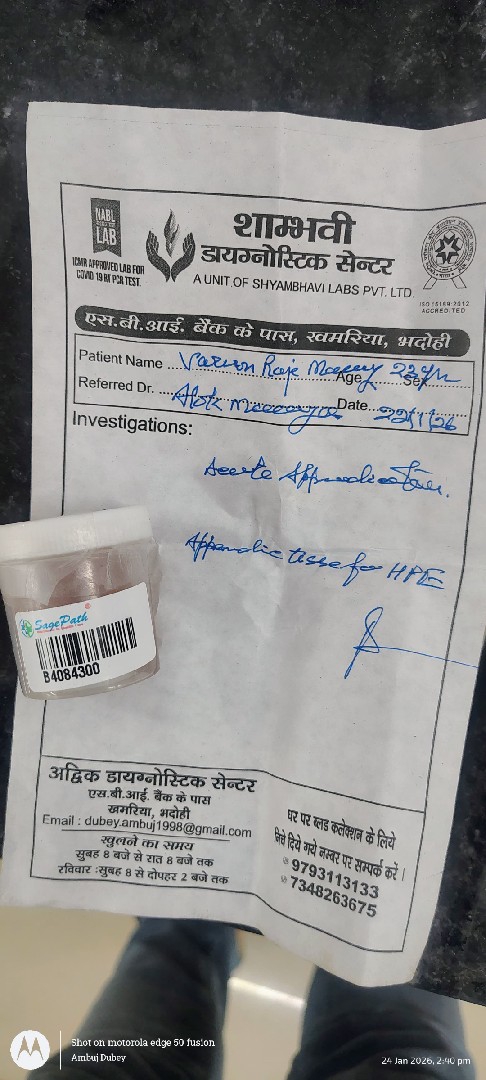 NABL
LAB
ICMR APPROVED LAB FOR
COVID 19 RT PCR TEST.
शाम्भवी
डायग्नोस्टिक सेन्टर
A UNIT OF SHYAMBHAVI LABS PVT. LTD.
ISO 15189:2012
ACCREDITED
एस.बी.आई. बैंक के पास, खमरिया, भदोही
Patient Name Varun Raje Age 22y Sex
Referred Dr. Alok Date 22/1/26
Investigations:
Acute
for HPE
SagePath
B4084300
अद्विक डायग्नोस्टिक सेन्टर
एस.बी.आई. बैंक के पास
खमरिया, भदोही
Email : dubey.ambuj1998@gmail.com
खुलने का समय
सुबह 8 बजे से रात 8 बजे तक
रविवार :सुबह 8 से दोपहर 2 बजे तक
घर पर ब्लड कलेक्शन के लिये
दिये गये नम्बर पर सम्पर्क करें।
9793113133
7348263675
Shot on motorola edge 50 fusion
Ambuj Dubey
24 Jan 2026, 2:40 pm